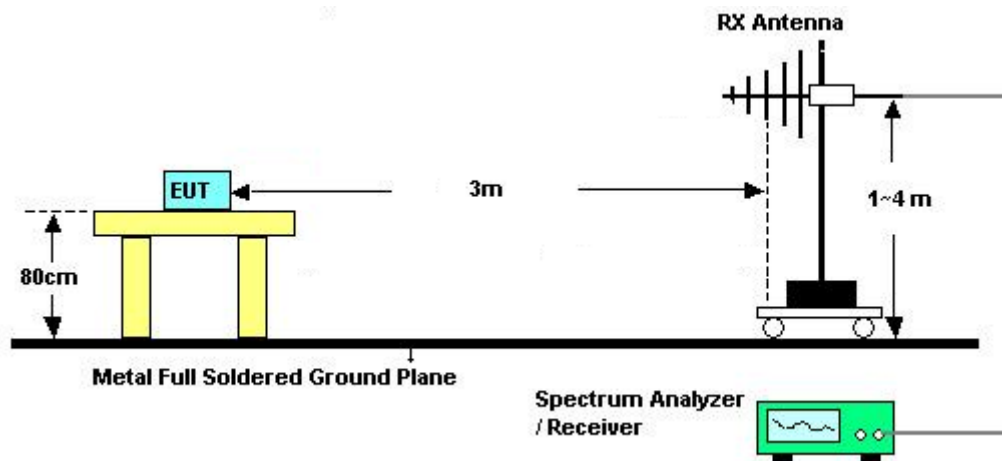 RX Antenna
EUT
3m
1~4 m
80cm
Metal Full Soldered Ground Plane
Spectrum Analyzer
/ Receiver